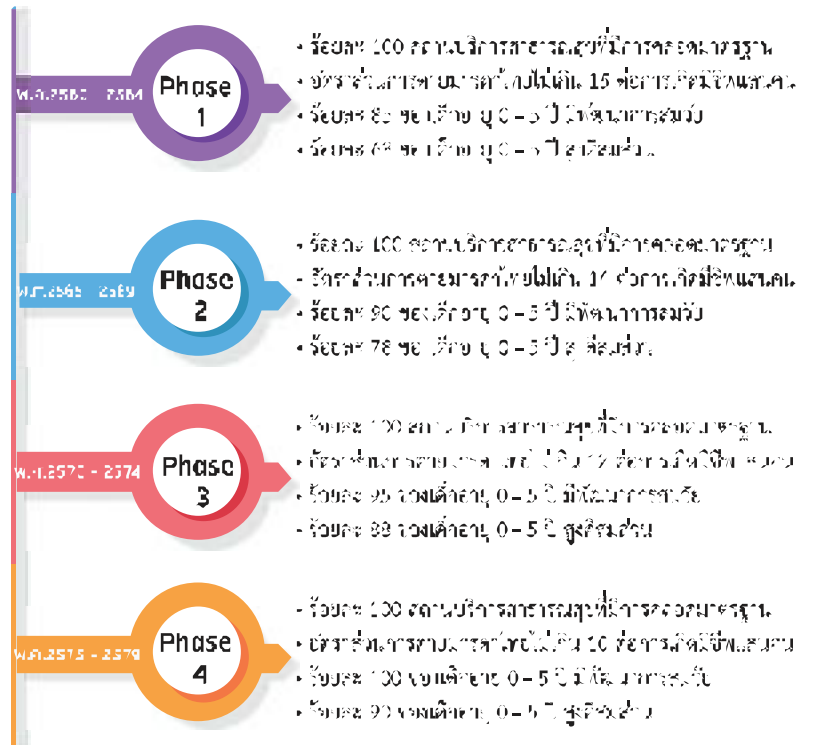 พ.ศ.2560 - 2564
Phase
1
• ร้อยละ 100 สถานบริการสาธารณสุขที่มีการคลอดมาตรฐาน
• อัตราส่วนการตายมารดาไทยไม่เกิน 15 ต่อการเกิดมีชีพแสนคน
• ร้อยละ 85 ของเด็กอายุ 0 – 5 ปี มีพัฒนาการสมวัย
• ร้อยละ 68 ของเด็กอายุ 0 – 5 ปี สูงดีสมส่วน
พ.ศ.2565 - 2569
Phase
2
• ร้อยละ 100 สถานบริการสาธารณสุขที่มีการคลอดมาตรฐาน
• อัตราส่วนการตายมารดาไทยไม่เกิน ต่อการเกิดมีชีพแสนคน
• ร้อยละ 90 ของเด็กอายุ 0 – 5 ปี มีพัฒนาการสมวัย
• ร้อยละ 78 ของเด็กอายุ 0 – 5 ปี สูงดีสมส่วน
พ.ศ.2570 - 2574
Phase
3
• ร้อยละ 100 สถานบริการสาธารณสุขที่มีการคลอดมาตรฐาน
• อัตราส่วนการตายมารดาไทยไม่เกิน 12 ต่อการเกิดมีชีพแสนคน
• ร้อยละ 95 ของเด็กอายุ 0 – 5 ปี มีพัฒนาการสมวัย
• ร้อยละ ของเด็กอายุ 0 – 5 ปี สูงดีสมส่วน
พ.ศ.2575 - 2579
Phase
4
• ร้อยละ 100 สถานบริการสาธารณสุขที่มีการคลอดมาตรฐาน
• อัตราส่วนการตายมารดาไทยไม่เกิน 10 ต่อการเกิดมีชีพแสนคน
• ร้อยละ 100 ของเด็กอายุ 0 – 5 ปี มีพัฒนาการสมวัย
• ร้อยละ 90 ของเด็กอายุ 0 – 5 ปี สูงดีสมส่วน